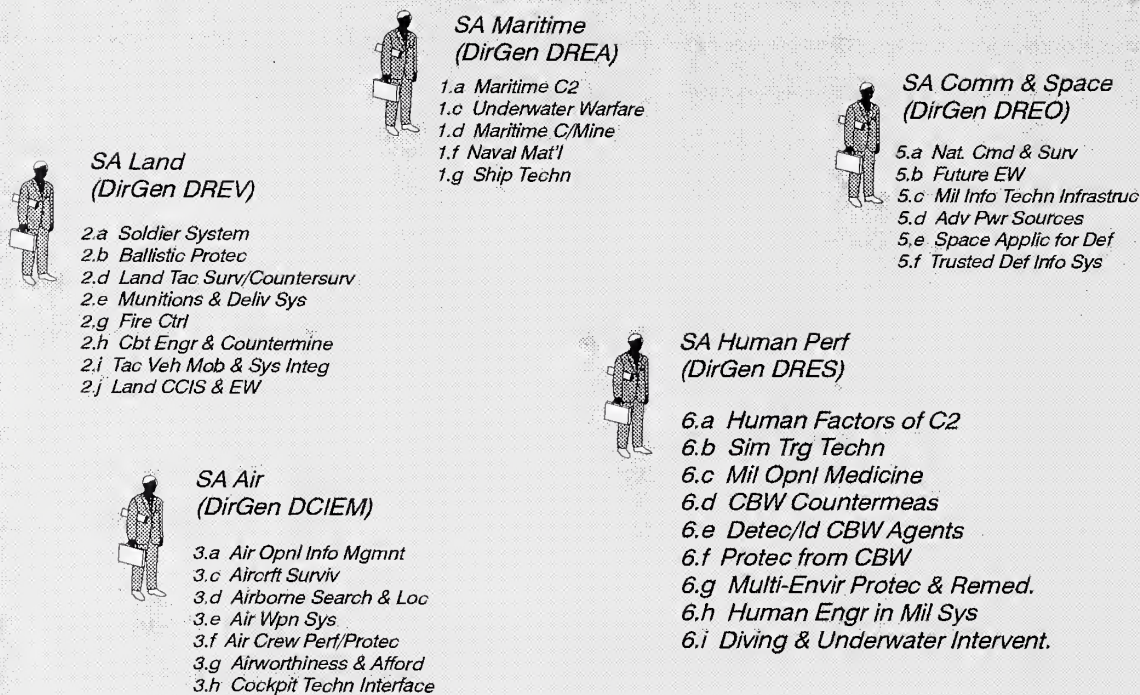 SA Maritime
(DirGen DREA)
1.a Maritime C2
1.c Underwater Warfare
1.d Maritime C/Mine
1.f Naval Mat'l
1.g Ship Techn
SA Comm & Space
(DirGen DREO)
5.a Nat. Cmd & Surv
5.b Future EW
5.c Mil Info Techn Infrastruc
5.d Adv Pwr Sources
5,e Space Applic for Def
5.f Trusted Def Info Sys
SA Land
(DirGen DREV)
2.a Soldier System
2.b Ballistic Protec
2.d Land Tac Surv/Countersurv
2.e Munitions & Deliv Sys
2.g Fire Ctrl
2.h Cbt Engr & Countermine
2.i Tac Veh Mob & Sys Integ
2.j Land CCIS & EW
SA Human Perf
(DirGen DRES)
6.a Human Factors of C2
6.b Sim Trg Techn
6.c Mil Opnl Medicine
6.d CBW Countermeas
6.e Detec/Id CBW Agents
6.f Protec from CBW
6.g Multi-Envir Protec & Remed.
6.h Human Engr in Mil Sys
6.i Diving & Underwater Intervent.
SA Air
(DirGen DCIEM)
3.a Air Opnl Info Mgmnt
3.c Aircrft Surviv
3.d Airborne Search & Loc
3.e Air Wpn Sys
3.f Air Crew Perf/Protec
3.g Airworthiness & Afford
3.h Cockpit Techn Interface